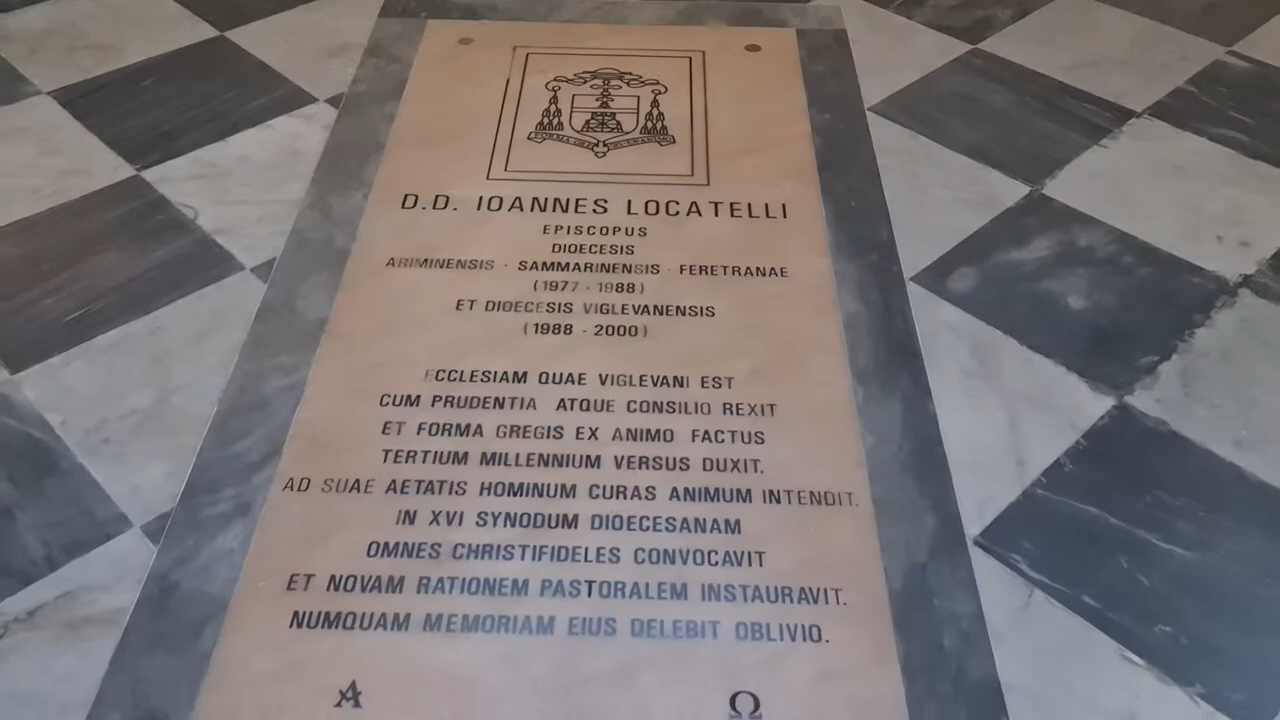 D.D. IOANNES LOCATELLI
EPISCOPUS
DIOECESIS
ARIMINENSIS - SAMMARINENSIS - FERETRANAE
(1977 - 1988)
ET DIOECESIS VIGLEVANENSIS
(1988 - 2000)
ECCLESIAM QUAE VIGLEVANI EST
CUM PRUDENTIA ATQUE CONSILIO REXIT
ET FORMA GREGIS EX ANIMO FACTUS
TERTIUM MILLENNIUM VERSUS DUXIT.
AD SUAE AETATIS HOMINUM CURAS ANIMUM INTENDIT.
IN XVI SYNODUM DIOECESANAM
OMNES CHRISTIFIDELES CONVOCAVIT
ET NOVAM RATIONEM PASTORALEM INSTAURAVIT.
NUMQUAM MEMORIAM EIUS DELEBIT OBLIVIO.
Α Ω